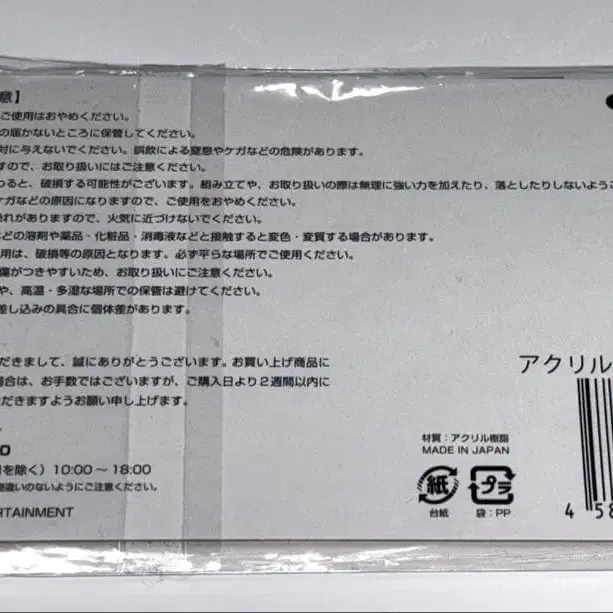 意】
ご使用はおやめください。
の届かないところに保管してください。
対に与えないでください。誤飲による窒息やケガなどの危険があります。
すので、お取り扱いにはご注意ください。
わると、破損する可能性がございます。組み立てや、お取り扱いの際は無理に強い力を加えたり、落としたりしないようご
ケガなどの原因になりますので、ご使用をおやめください。
恐れがありますので、火気に近づけないでください。
などの溶剤や薬品・化粧品・消毒液などと接触すると変色・変質する場合があります。
用は、破損等の原因となります。必ず平らな場所でご使用ください。
傷がつきやすいため、お取り扱いにご注意ください。
や、高温・多湿な場所での保管は避けてください。
差し込みの具合に個体差があります。
だきまして、誠にありがとうございます。お買い上げ商品に
場合は、お手数ではございますが、ご購入日より2週間以内に
ただきますようお願い申し上げます。
アクリル
を除く）10:00～18:00
間違いのないようにご注意ください。
RTAINMENT
材質：アクリル樹脂
MADE IN JAPAN
紙
プラ
台紙
袋：PP
4 58